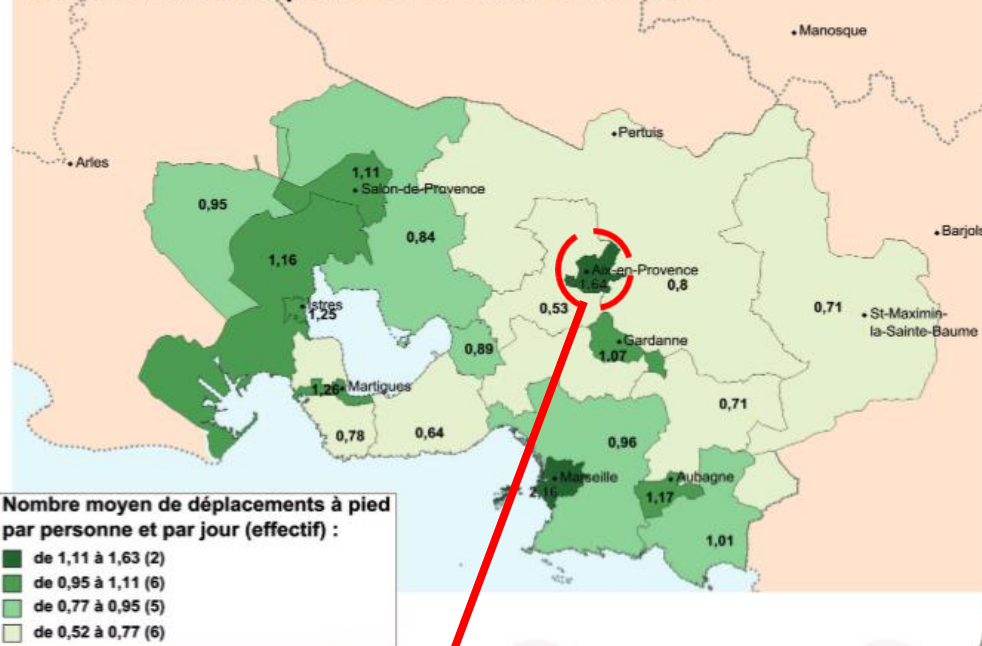 Manosque
Pertuis
Arles
1,11
Salon-de-Provence
0,95
Barjols
0,84
1,16
Aix-en-Provence
1.64
0,8
Istres
1,25
0,53
0,71
St-Maximin-
la-Sainte-Baume
Gardanne
1.07
0,89
1,26
Martigues
0,71
0,78
0,64
0,96
Marseille
2,16
Aubagne
1,17
1,01
Nombre moyen de déplacements à pied
par personne et par jour (effectif) :
de 1,11 à 1,63 (2)
de 0,95 à 1,11 (6)
de 0,77 à 0,95 (5)
de 0,52 à 0,77 (6)